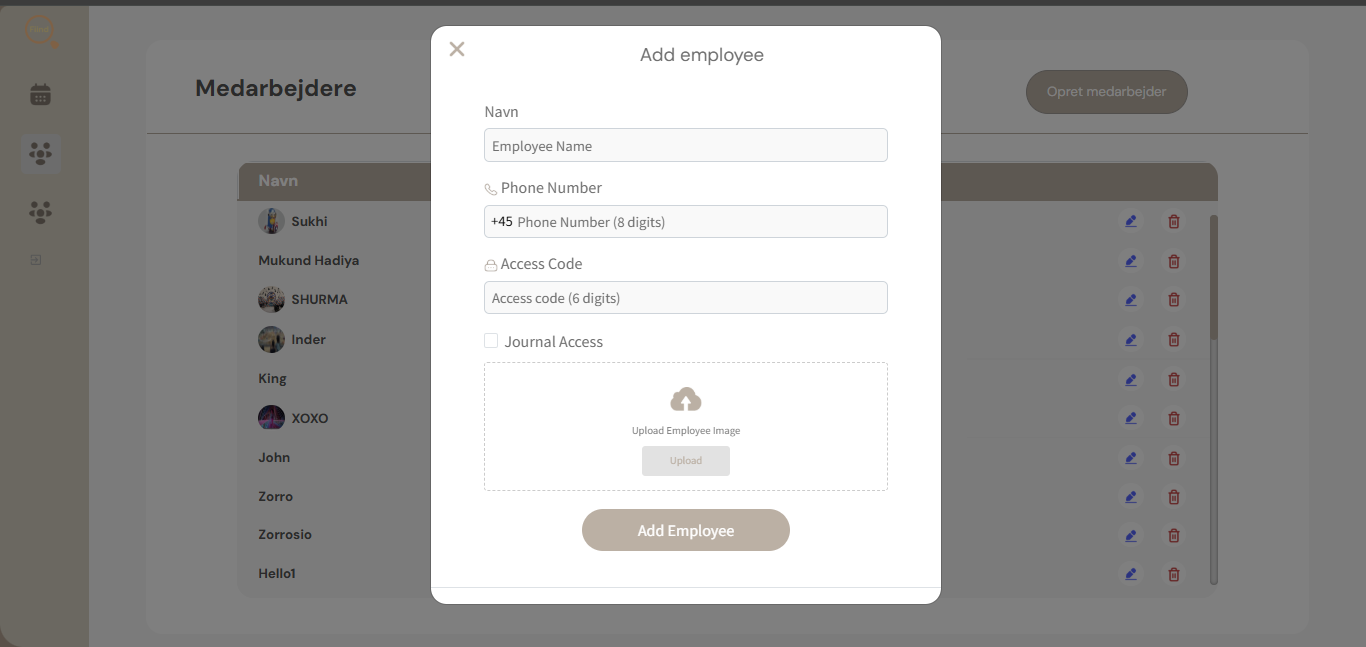 Add employee
Medarbejdere
Opret medarbejder
Navn
Employee Name
Phone Number
+45 Phone Number (8 digits)
Access Code
Access code (6 digits)
Journal Access
Upload Employee Image
Upload
Add Employee
Navn
Sukhi
Mukund Hadiya
SHURMA
Inder
King
XOXO
John
Zorro
Zorrosio
Hello1